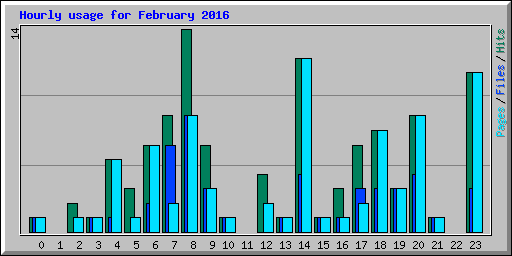 Hourly usage for February 2016
14
Pages/Files/Hits
0 1 2 3 4 5 6 7 8 9 10 11 12 13 14 15 16 17 18 19 20 21 22 23